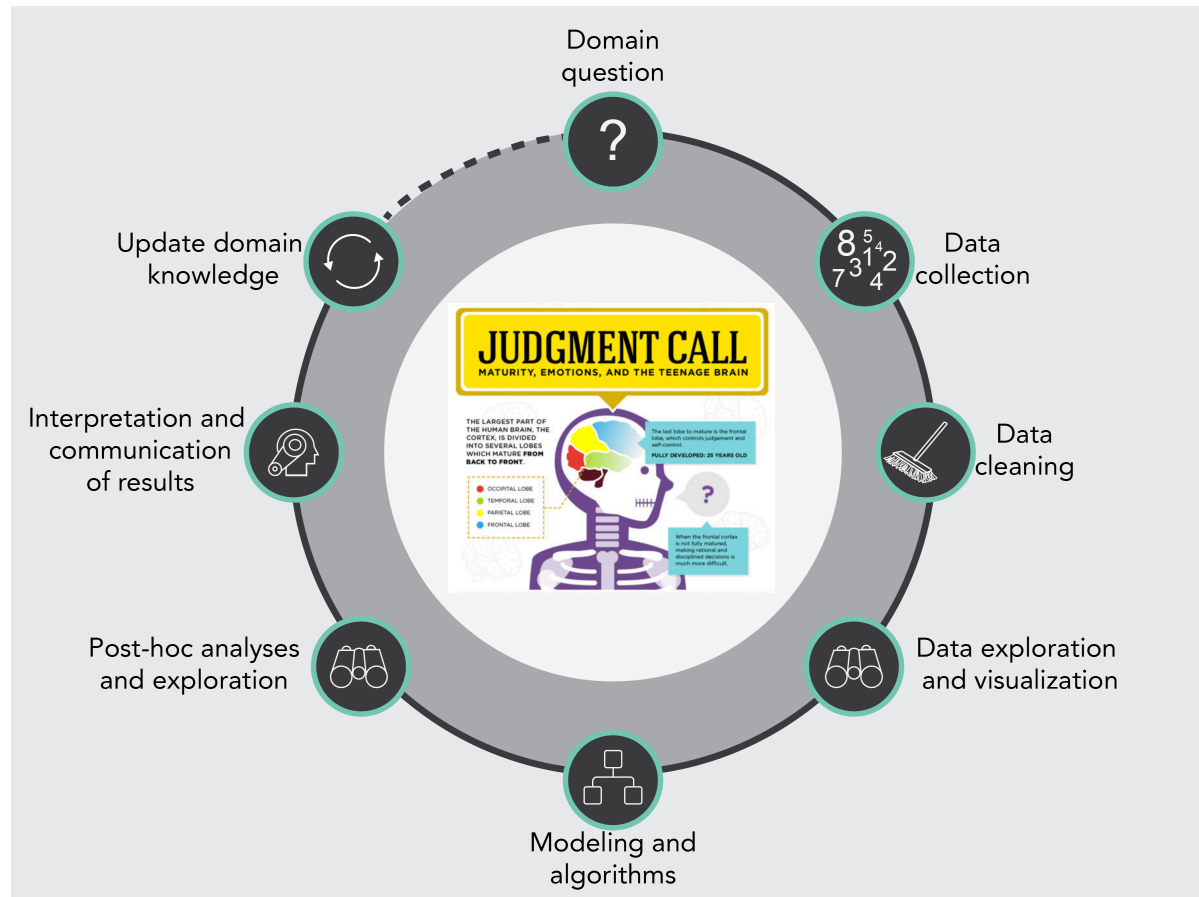 Domain
question
?
Data
collection
8 5 4
7 3 1 4 2
Data
cleaning
Data exploration
and visualization
Modeling and
algorithms
Post-hoc analyses
and exploration
Interpretation and
communication
of results
Update domain
knowledge
JUDGMENT CALL
MATURITY, EMOTIONS, AND THE TEENAGE BRAIN
THE LARGEST PART OF
THE HUMAN BRAIN, THE
CORTEX, IS DIVIDED
INTO SEVERAL LOBES
WHICH MATURE FROM
BACK TO FRONT.
OCCIPITAL LOBE
TEMPORAL LOBE
PARIETAL LOBE
FRONTAL LOBE
The last lobe to mature is the frontal
lobe, which controls judgement and
self-control.
FULLY DEVELOPED: 25 YEARS OLD
?
When the frontal cortex
is not fully matured,
making rational and
disciplined decisions is
much more difficult.